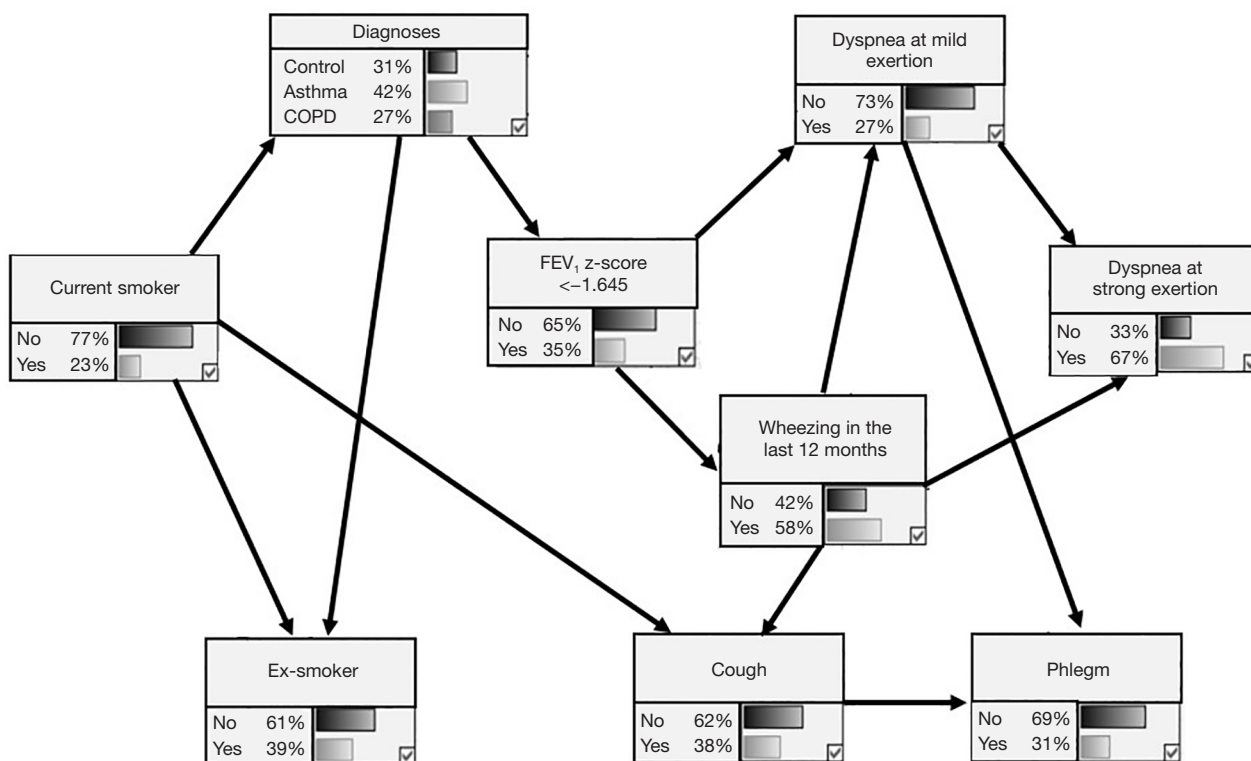 Diagnoses
Control 31%
Asthma 42%
COPD 27%
Dyspnea at mild
exertion
No 73%
Yes 27%
Current smoker
No 77%
Yes 23%
FEV₁ z-score
<−1.645
No 65%
Yes 35%
Dyspnea at
strong exertion
No 33%
Yes 67%
Wheezing in the
last 12 months
No 42%
Yes 58%
Ex-smoker
No 61%
Yes 39%
Cough
No 62%
Yes 38%
Phlegm
No 69%
Yes 31%